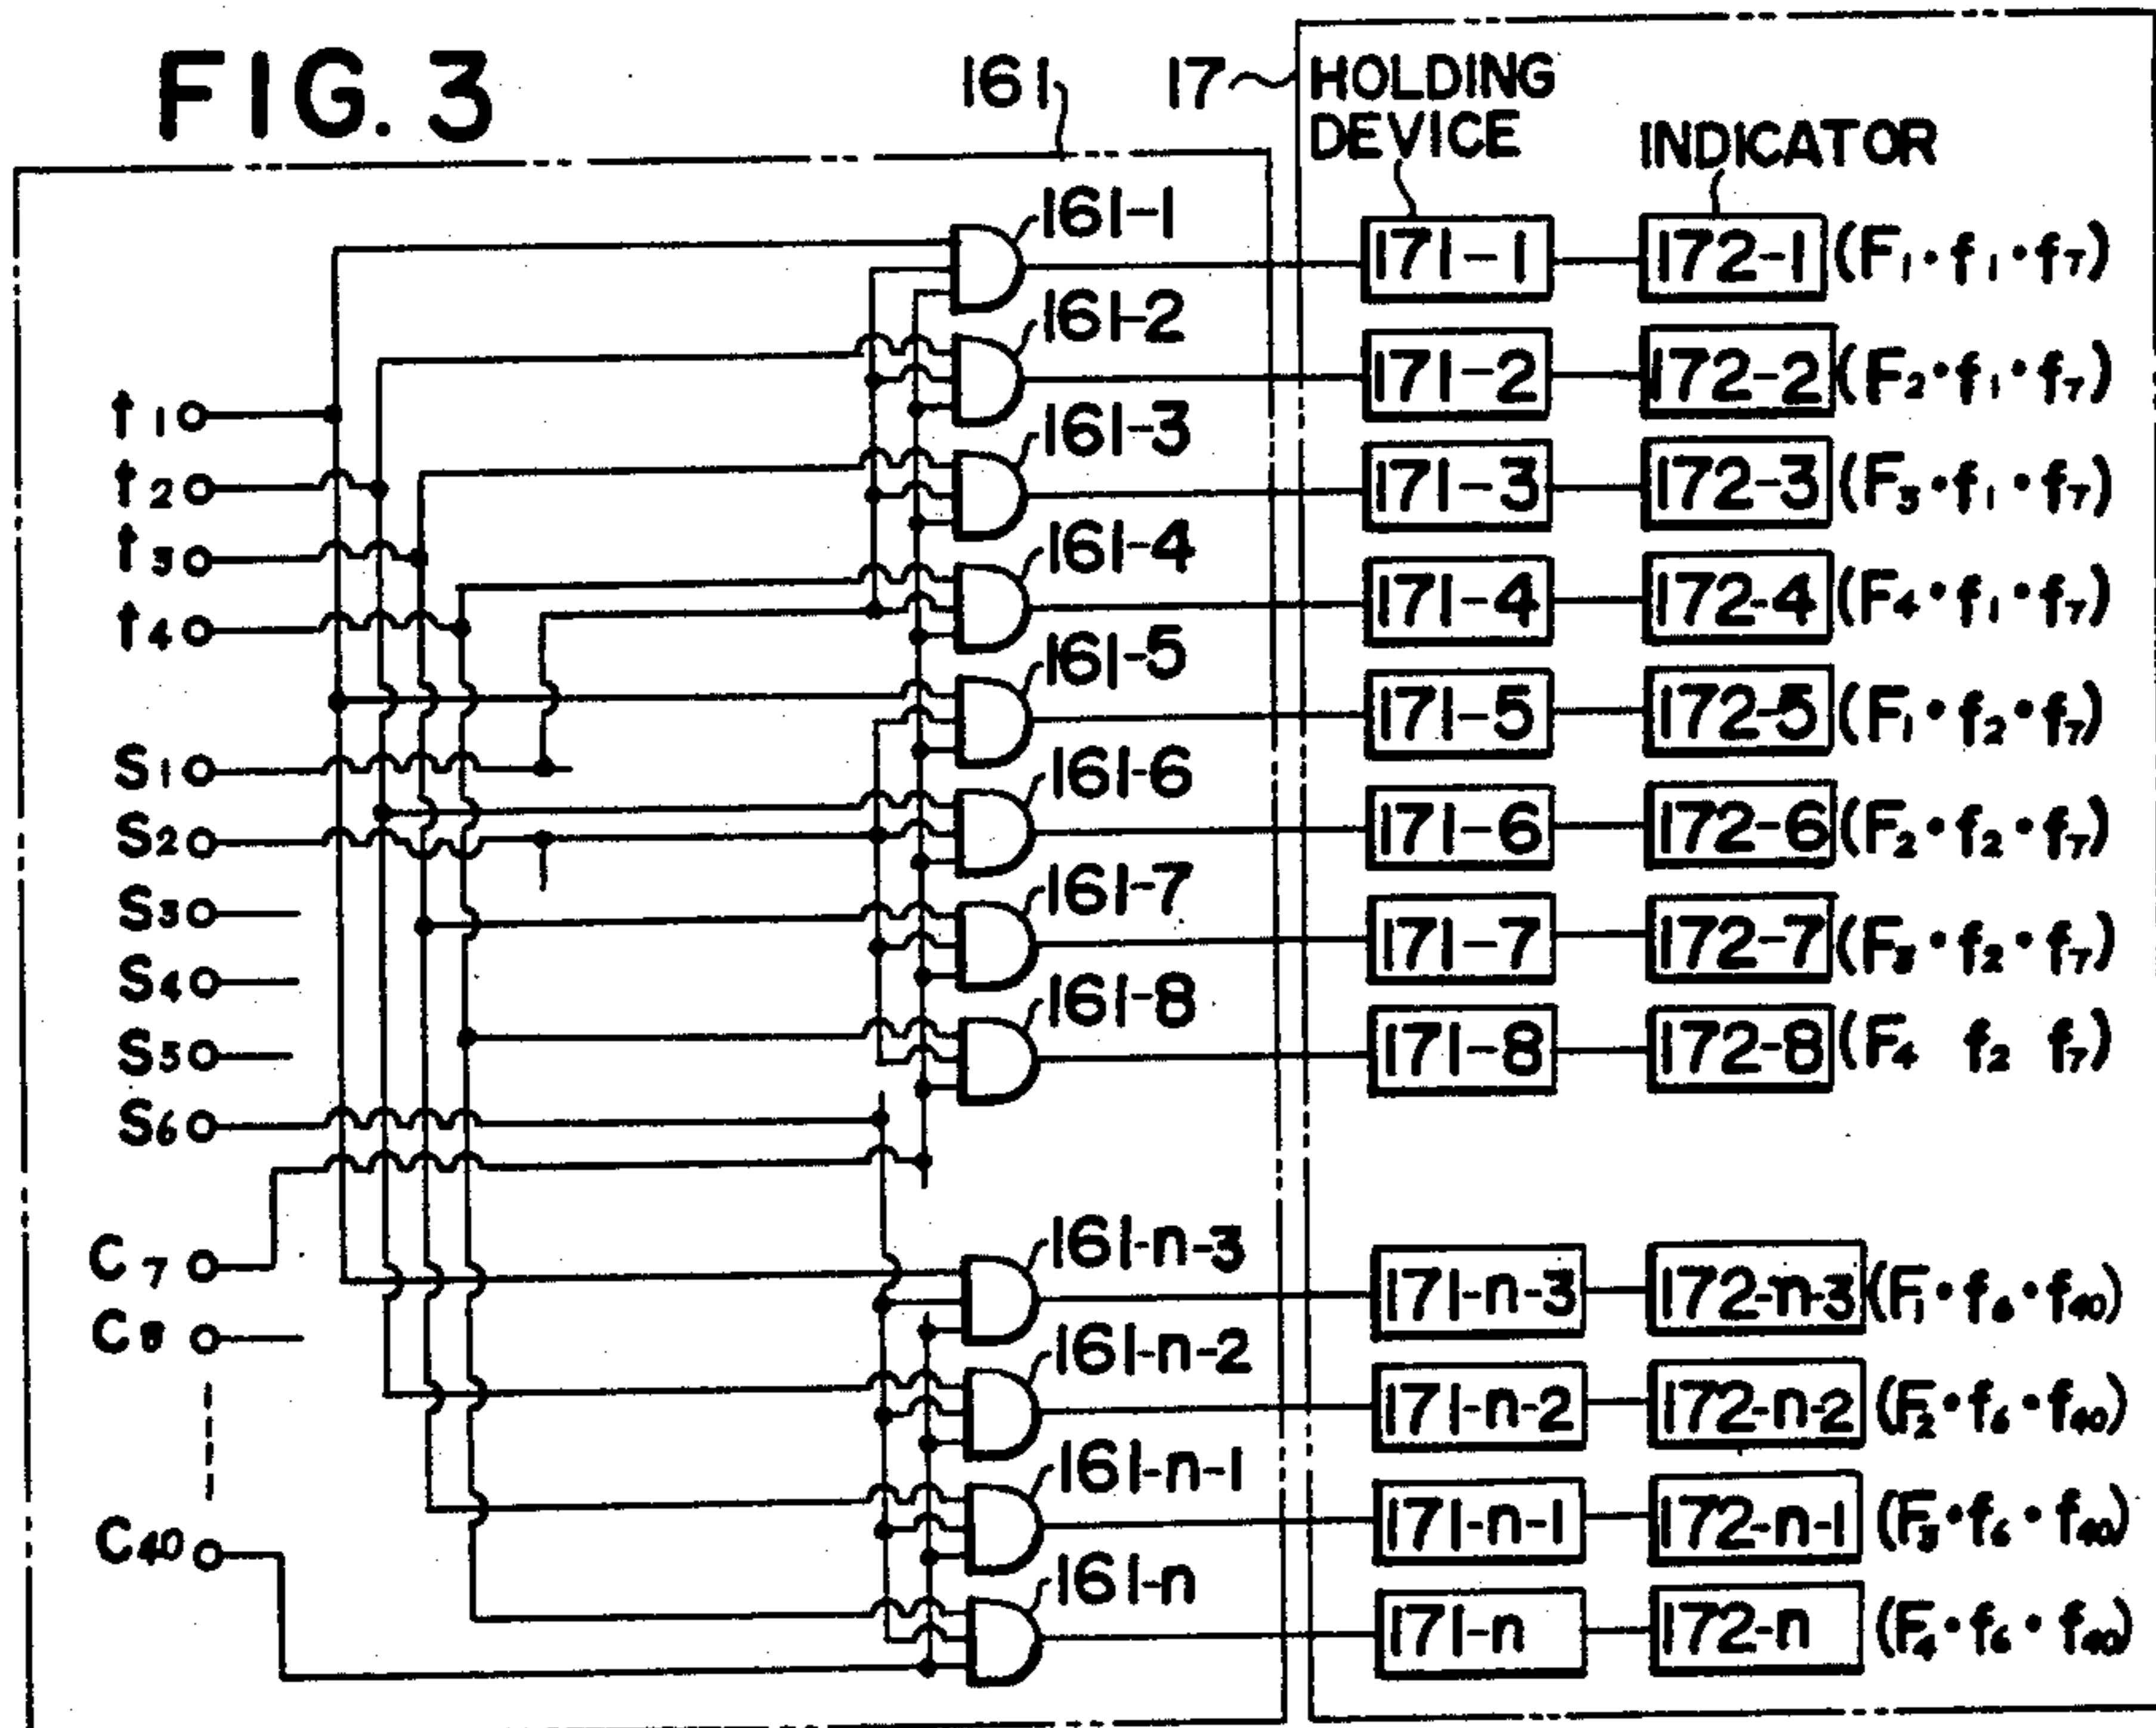 FIG. 3
161
17
HOLDING
DEVICE
INDICATOR
161-1
171-1
172-1 (F1·f1·f7)
161-2
171-2
172-2 (F2·f1·f7)
161-3
171-3
172-3 (F3·f1·f7)
161-4
171-4
172-4 (F4·f1·f7)
161-5
171-5
172-5 (F1·f2·f7)
161-6
171-6
172-6 (F2·f2·f7)
161-7
171-7
172-7 (F3·f2·f7)
161-8
171-8
172-8 (F4 f2 f7)
161-n-3
171-n-3
172-n-3 (F1·f6·f40)
161-n-2
171-n-2
172-n-2 (F2·f6·f40)
161-n-1
171-n-1
172-n-1 (F3·f6·f40)
161-n
171-n
172-n (F4·f6·f40)
t1
t2
t3
t4
S1
S2
S3
S4
S5
S6
C7
C8
C40